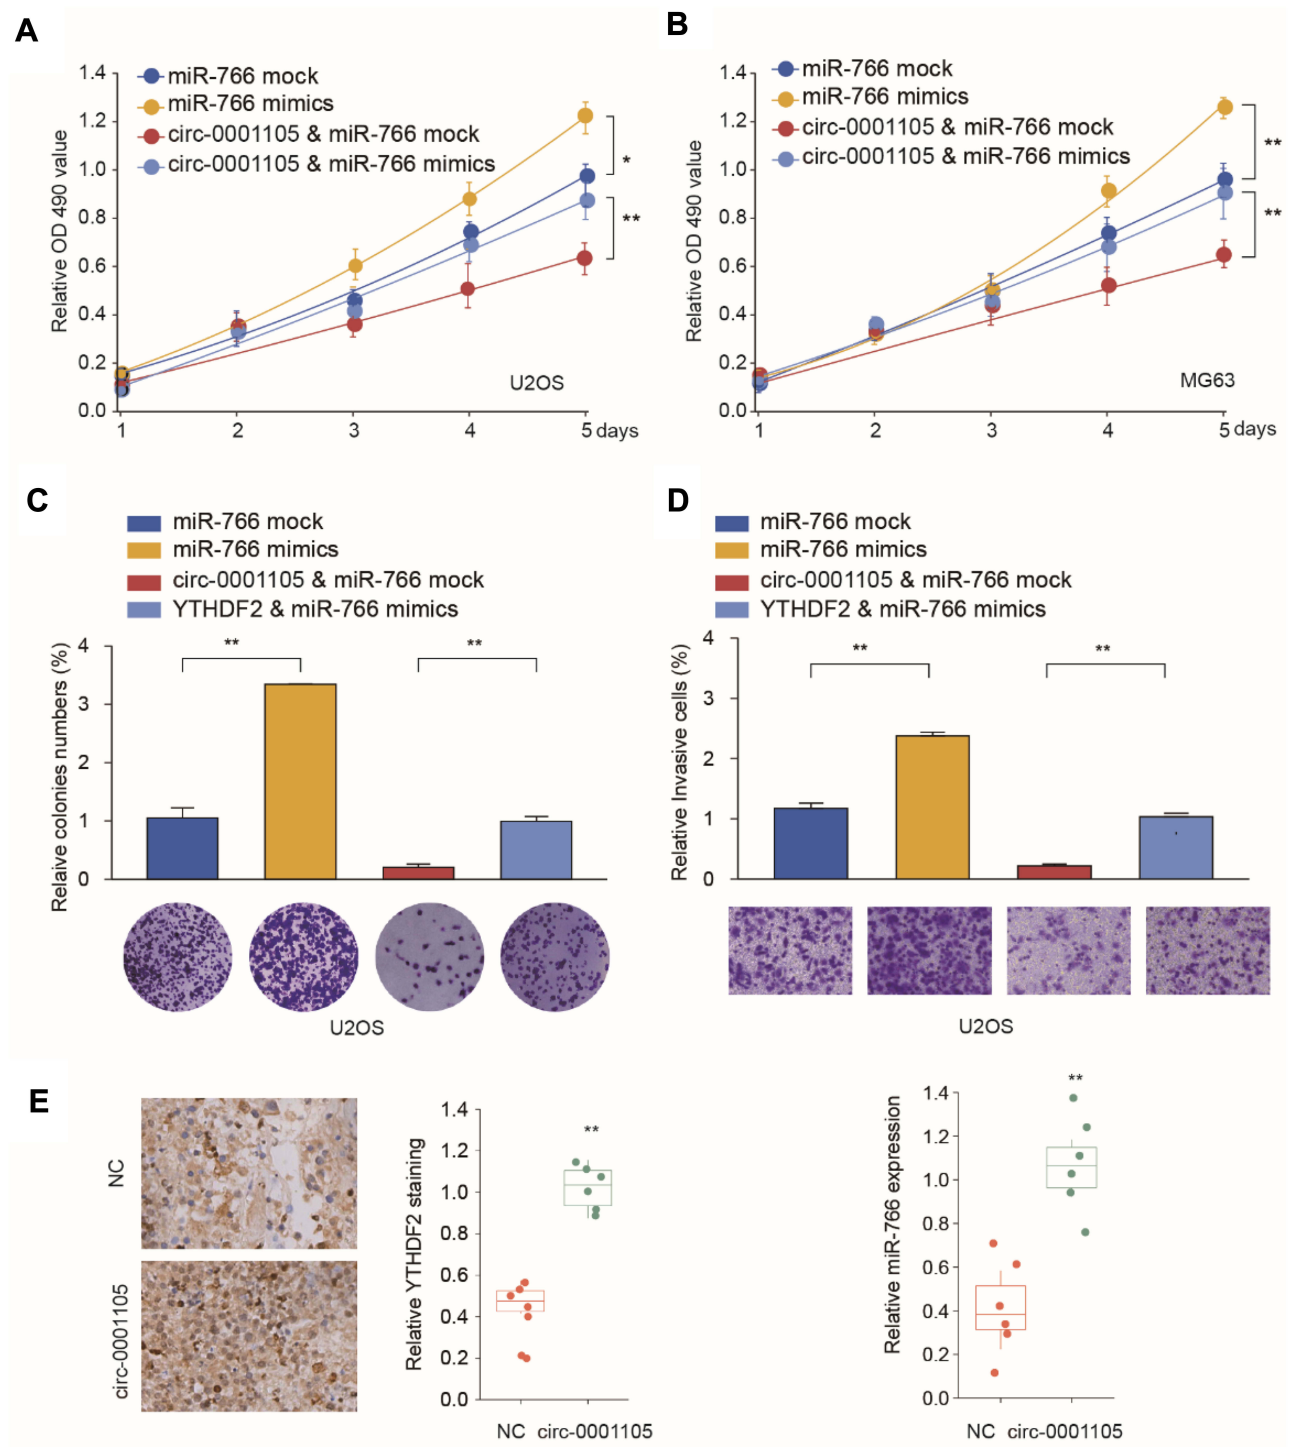 A
miR-766 mock
miR-766 mimics
circ-0001105 & miR-766 mock
circ-0001105 & miR-766 mimics
Relative OD 490 value
1.4
1.2
1.0
0.8
0.6
0.4
0.2
0.0
*
**
U2OS
1 2 3 4 5 days
B
miR-766 mock
miR-766 mimics
circ-0001105 & miR-766 mock
circ-0001105 & miR-766 mimics
Relative OD 490 value
1.4
1.2
1.0
0.8
0.6
0.4
0.2
0.0
**
**
MG63
1 2 3 4 5 days
C
miR-766 mock
miR-766 mimics
circ-0001105 & miR-766 mock
YTHDF2 & miR-766 mimics
Relaive colonies numbers (%)
4
3
2
1
0
** **
U2OS
D
miR-766 mock
miR-766 mimics
circ-0001105 & miR-766 mock
YTHDF2 & miR-766 mimics
Relative Invasive cells (%)
4
3
2
1
0
** **
U2OS
E
NC
circ-0001105
Relative YTHDF2 staining
1.4
1.2
1.0
0.8
0.6
0.4
0.2
0.0
**
NC circ-0001105
Relative miR-766 expression
1.4
1.2
1.0
0.8
0.6
0.4
0.2
0.0
**
NC circ-0001105